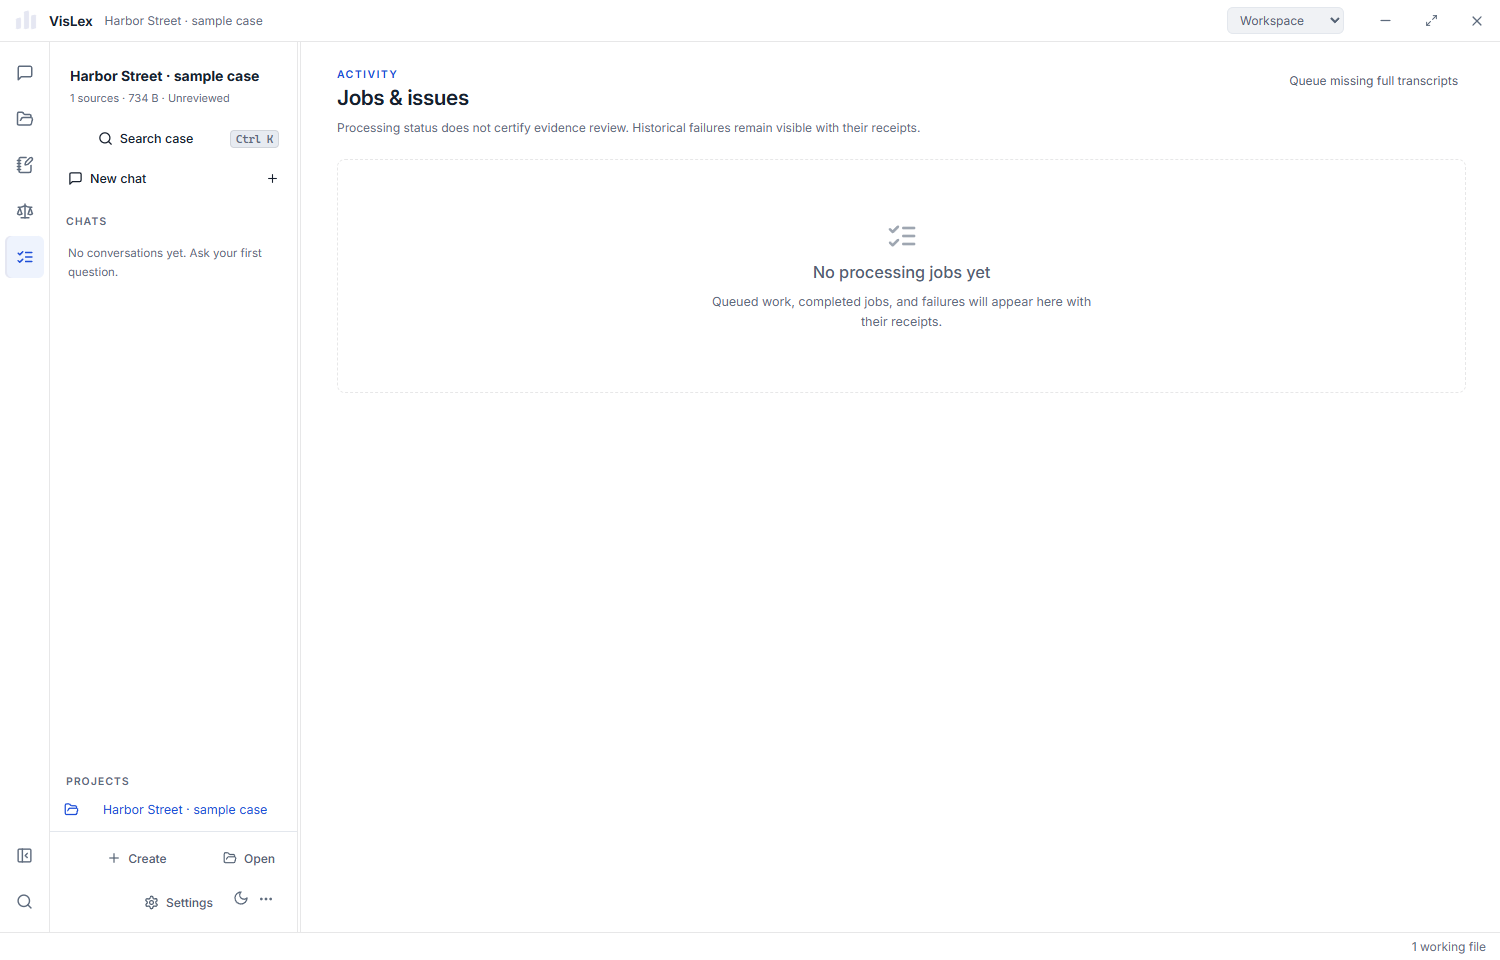 VisLex
Harbor Street · sample case
Workspace
Harbor Street · sample case
1 sources · 734 B · Unreviewed
Search case
Ctrl K
New chat
CHATS
No conversations yet. Ask your first
question.
PROJECTS
Harbor Street · sample case
Create
Open
Settings
ACTIVITY
Jobs & issues
Queue missing full transcripts
Processing status does not certify evidence review. Historical failures remain visible with their receipts.
No processing jobs yet
Queued work, completed jobs, and failures will appear here with
their receipts.
1 working file